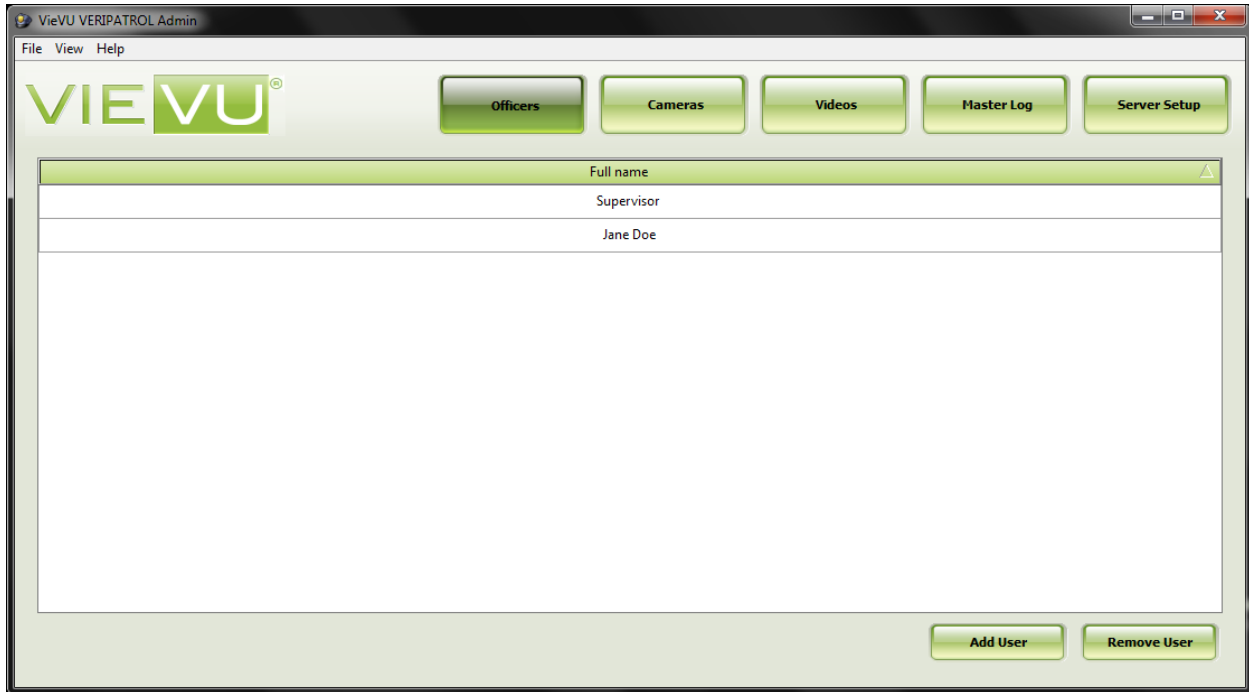 VieVU VERIPATROL Admin
File View Help
VIEVU®
Officers Cameras Videos Master Log Server Setup
Full name
Supervisor
Jane Doe
Add User Remove User